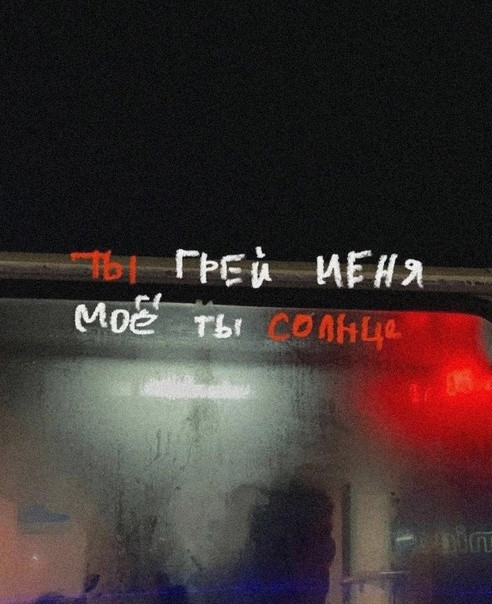 ты грей меня
моё ты солнце